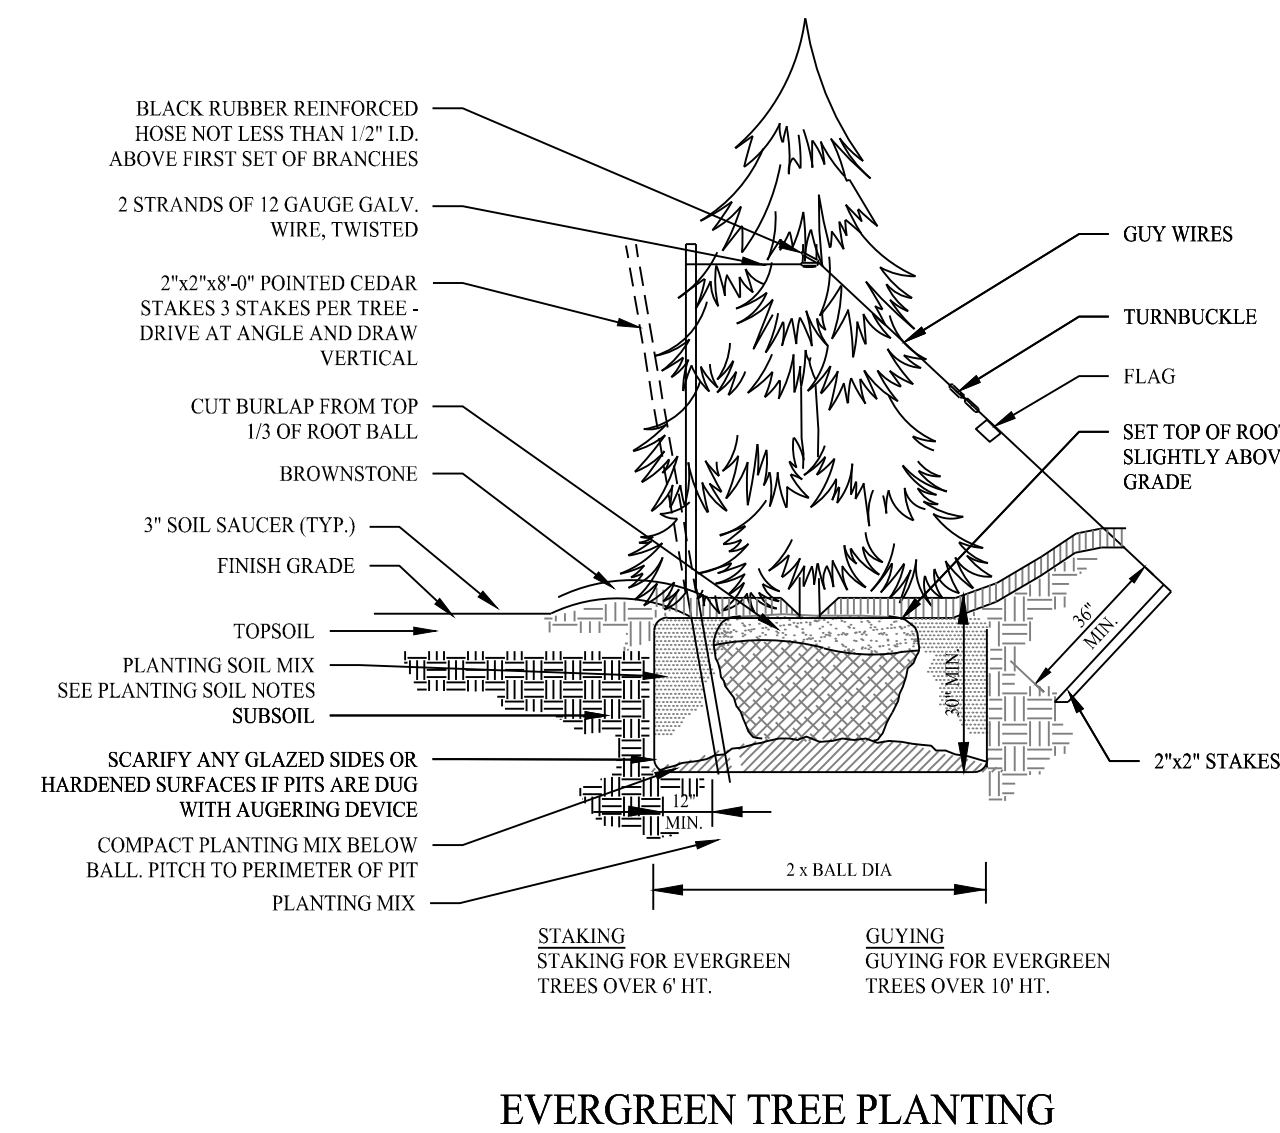 BLACK RUBBER REINFORCED
HOSE NOT LESS THAN 1/2" I.D.
ABOVE FIRST SET OF BRANCHES
2 STRANDS OF 12 GAUGE GALV.
WIRE, TWISTED
2"x2"x8'-0" POINTED CEDAR
STAKES 3 STAKES PER TREE -
DRIVE AT ANGLE AND DRAW
VERTICAL
CUT BURLAP FROM TOP
1/3 OF ROOT BALL
BROWNSTONE
3" SOIL SAUCER (TYP.)
FINISH GRADE
TOPSOIL
PLANTING SOIL MIX
SEE PLANTING SOIL NOTES
SUBSOIL
SCARIFY ANY GLAZED SIDES OR
HARDENED SURFACES IF PITS ARE DUG
WITH AUGERING DEVICE
COMPACT PLANTING MIX BELOW
BALL. PITCH TO PERIMETER OF PIT
PLANTING MIX
GUY WIRES
TURNBUCKLE
FLAG
SET TOP OF ROO
SLIGHTLY ABOV
GRADE
36"
MIN.
30" MIN
2"x2" STAKES
12"
MIN.
2 x BALL DIA
STAKING
STAKING FOR EVERGREEN
TREES OVER 6' HT.
GUYING
GUYING FOR EVERGREEN
TREES OVER 10' HT.
EVERGREEN TREE PLANTING